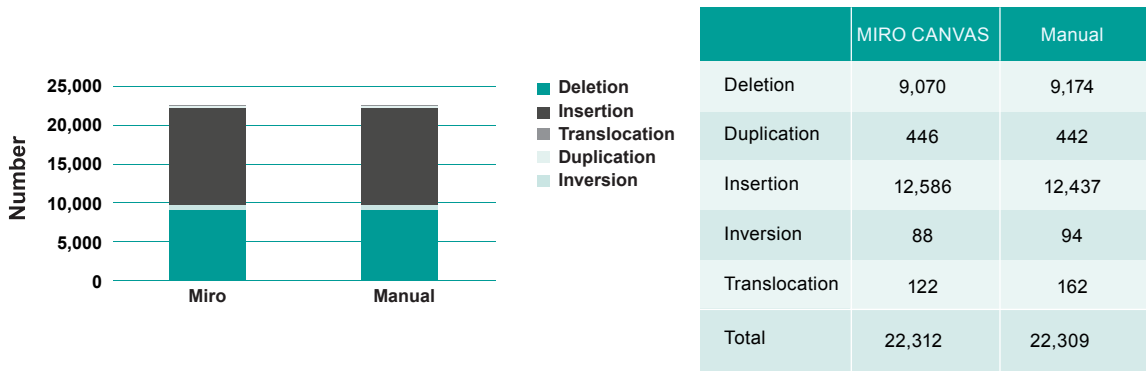 25,000
20,000
15,000
10,000
5,000
0
Number
Miro Manual
Deletion
Insertion
Translocation
Duplication
Inversion
MIRO CANVAS Manual
Deletion 9,070 9,174
Duplication 446 442
Insertion 12,586 12,437
Inversion 88 94
Translocation 122 162
Total 22,312 22,309